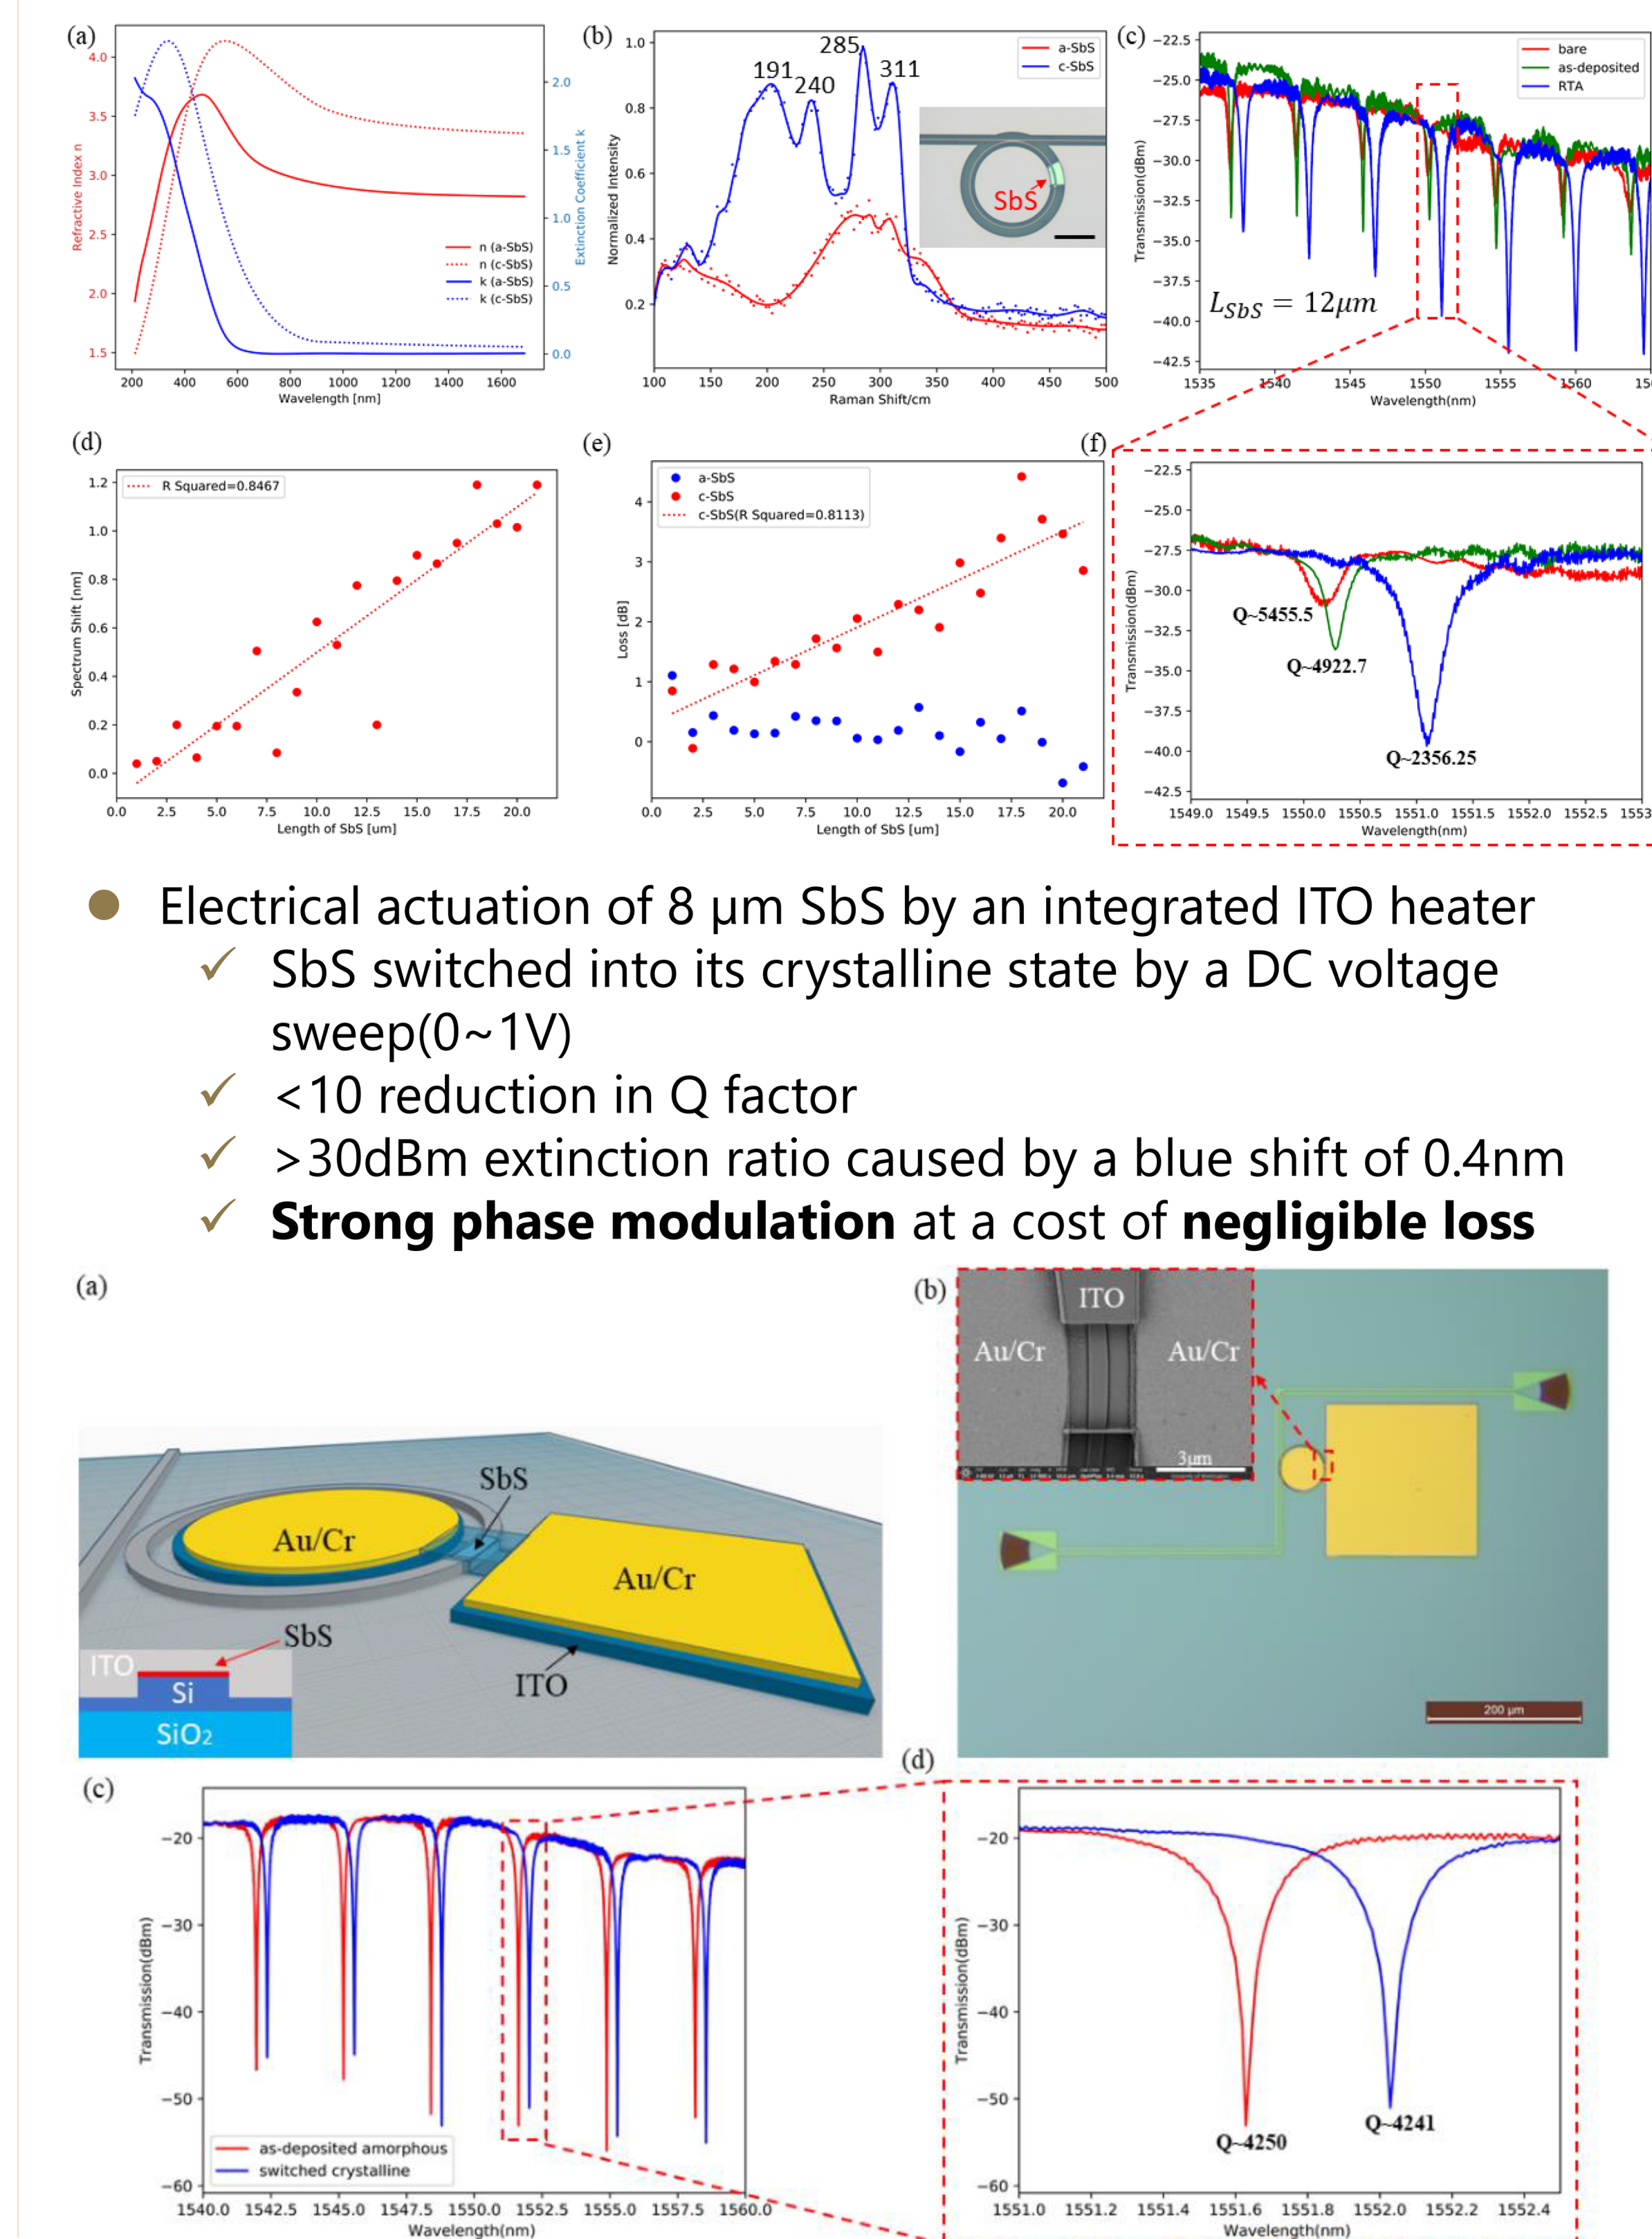 (a)
4.0
3.5
3.0
2.5
2.0
1.5
Refractive Index n
2.0
1.5
1.0
0.5
0.0
Extinction Coefficient k
n (a-SbS)
n (c-SbS)
k (a-SbS)
k (c-SbS)
200 400 600 800 1000 1200 1400 1600
Wavelength [nm]
(b)
1.0
0.8
0.6
0.4
0.2
Normalized Intensity
191
240
285
311
a-SbS
c-SbS
SbS
100 150 200 250 300 350 400 450 500
Raman Shift/cm
(c)
−22.5
−25.0
−27.5
−30.0
−32.5
−35.0
−37.5
−40.0
−42.5
Transmission(dBm)
bare
as-deposited
RTA
L_SbS = 12μm
1535 1540 1545 1550 1555 1560
Wavelength(nm)
(d)
1.2
1.0
0.8
0.6
0.4
0.2
0.0
Spectrum Shift [nm]
R Squared=0.8467
0.0 2.5 5.0 7.5 10.0 12.5 15.0 17.5 20.0
Length of SbS [um]
(e)
4
3
2
1
0
Loss [dB]
a-SbS
c-SbS
c-SbS(R Squared=0.8113)
0.0 2.5 5.0 7.5 10.0 12.5 15.0 17.5 20.0
Length of SbS [um]
(f)
−22.5
−25.0
−27.5
−30.0
−32.5
−35.0
−37.5
−40.0
−42.5
Transmission(dBm)
Q~5455.5
Q~4922.7
Q~2356.25
1549.0 1549.5 1550.0 1550.5 1551.0 1551.5 1552.0 1552.5 1553
Wavelength(nm)
● Electrical actuation of 8 μm SbS by an integrated ITO heater
✓ SbS switched into its crystalline state by a DC voltage
sweep(0~1V)
✓ <10 reduction in Q factor
✓ >30dBm extinction ratio caused by a blue shift of 0.4nm
✓ Strong phase modulation at a cost of negligible loss
(a)
SbS
Au/Cr
Au/Cr
SbS
ITO
ITO
Si
SiO2
(b)
ITO
Au/Cr
Au/Cr
3μm
200 μm
(c)
−20
−30
−40
−50
−60
Transmission(dBm)
as-deposited amorphous
switched crystalline
1540.0 1542.5 1545.0 1547.5 1550.0 1552.5 1555.0 1557.5 1560.0
Wavelength(nm)
(d)
−20
−30
−40
−50
−60
Transmission(dBm)
Q~4250
Q~4241
1551.0 1551.2 1551.4 1551.6 1551.8 1552.0 1552.2 1552.4
Wavelength(nm)